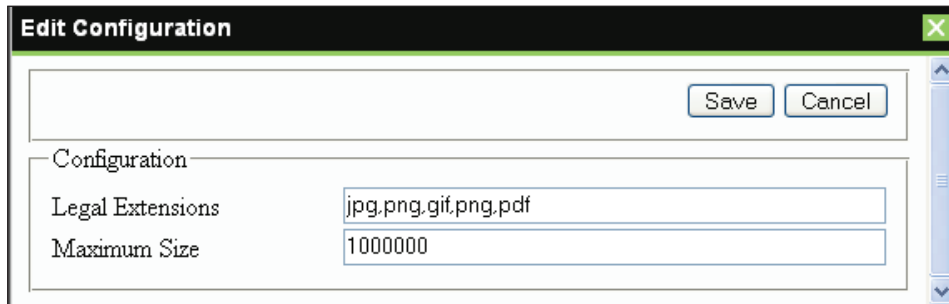 Edit Configuration
Save Cancel
Configuration
Legal Extensions jpg,png,gif,png,pdf
Maximum Size 1000000